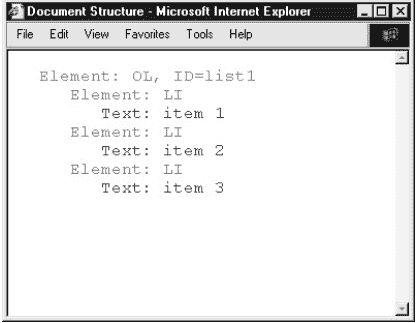 Document Structure - Microsoft Internet Explorer
File Edit View Favorites Tools Help
Element: OL, ID=list1
Element: LI
Text: item 1
Element: LI
Text: item 2
Element: LI
Text: item 3